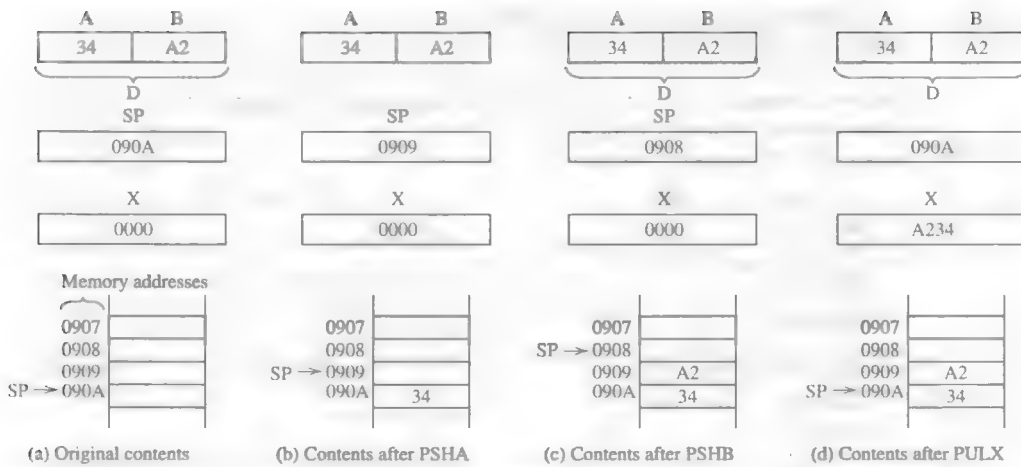 A B
34 A2
D
SP
090A
X
0000
Memory addresses
0907
0908
0909
SP → 090A
(a) Original contents
A B
34 A2
SP
0909
X
0000
0907
0908
SP → 0909
090A 34
(b) Contents after PSHA
A B
34 A2
D
SP
0908
X
0000
0907
SP → 0908
0909 A2
090A 34
(c) Contents after PSHB
A B
34 A2
D
090A
X
A234
0907
0908
0909 A2
SP → 090A 34
(d) Contents after PULX